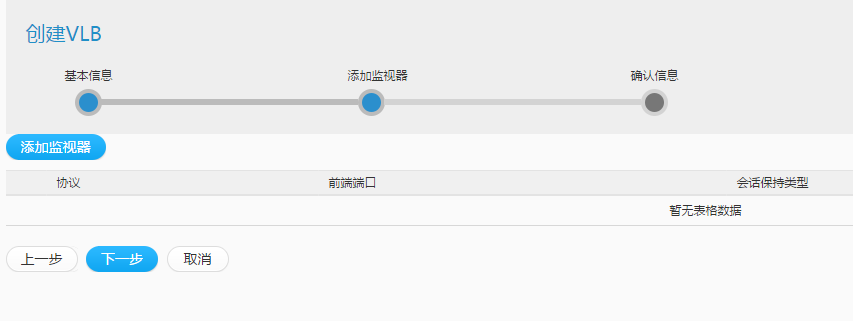 创建VLB
基本信息 添加监视器 确认信息
添加监视器
协议 前端端口 会话保持类型
暂无表格数据
上一步 下一步 取消